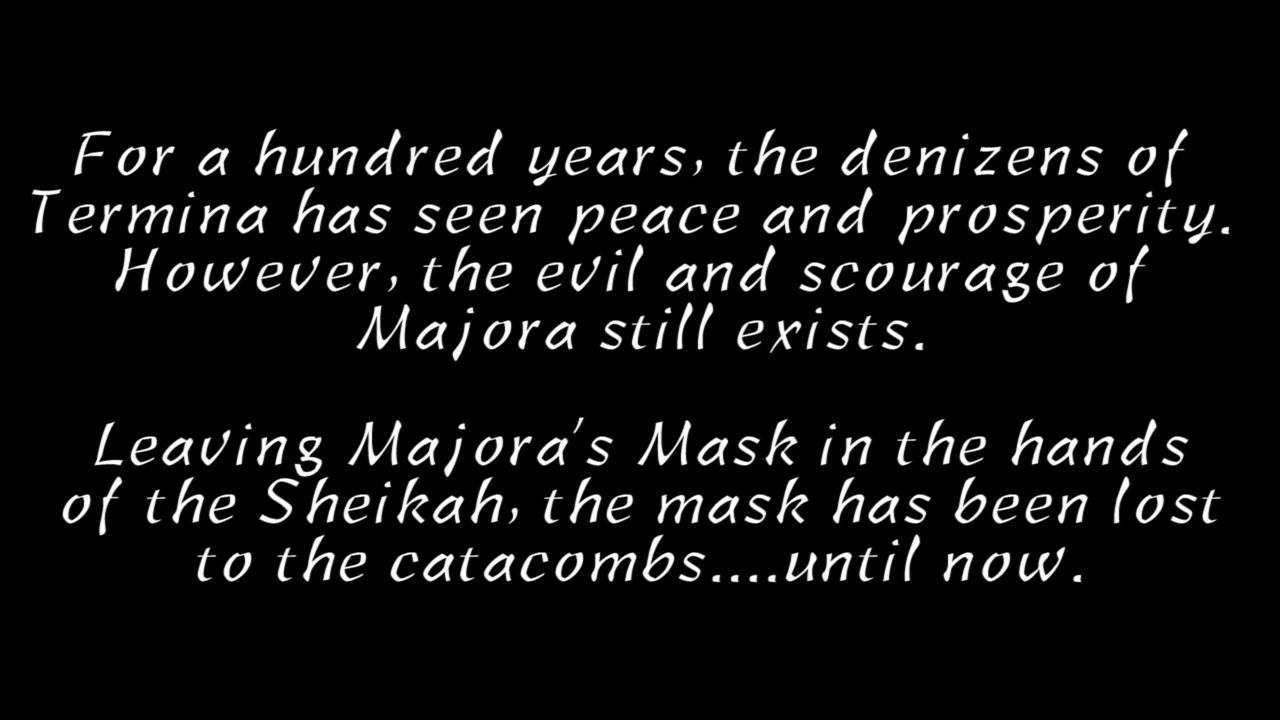 For a hundred years, the denizens of
Termina has seen peace and prosperity.
However, the evil and scourage of
Majora still exists.
Leaving Majora's Mask in the hands
of the Sheikah, the mask has been lost
to the catacombs....until now.